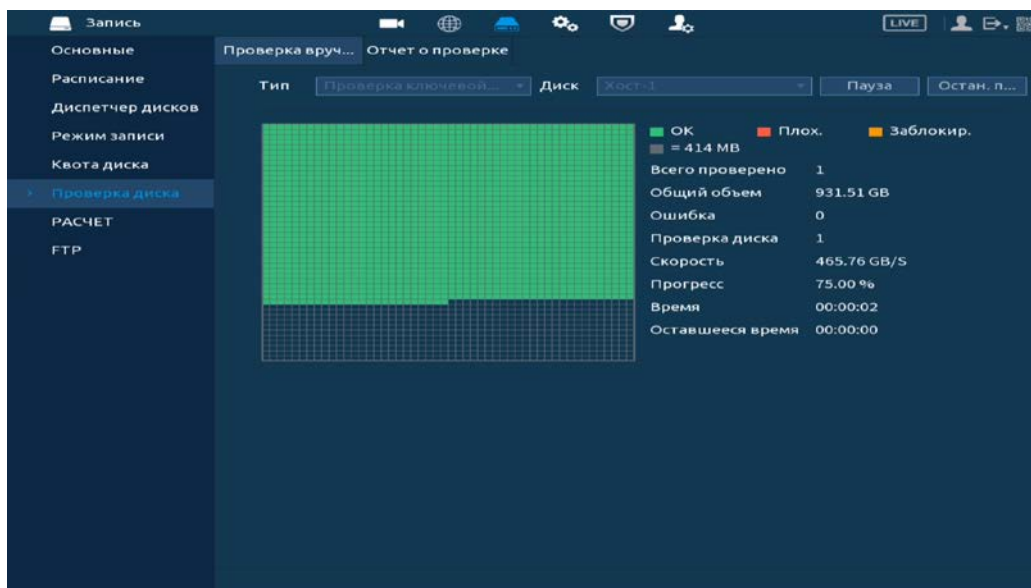 Запись LIVE
Основные
Расписание
Диспетчер дисков
Режим записи
Квота диска
Проверка диска
РАСЧЕТ
FTP
Проверка вруч... Отчет о проверке
Тип Проверка ключевой... Диск Хост-1 Пауза Остан. п...
OK Плох. Заблокир.
= 414 MB
Всего проверено 1
Общий объем 931.51 GB
Ошибка 0
Проверка диска 1
Скорость 465.76 GB/S
Прогресс 75.00 %
Время 00:00:02
Оставшееся время 00:00:00